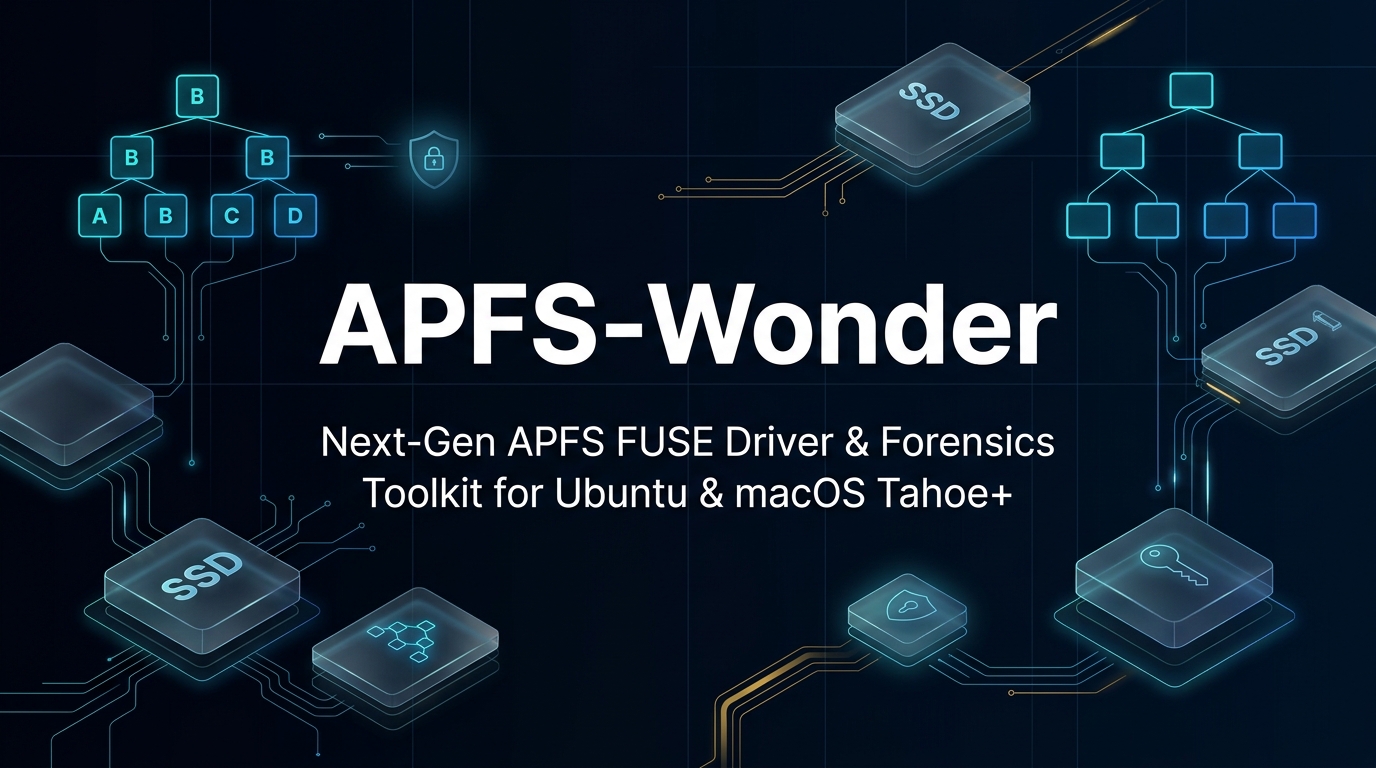 B
B
B
A
B
C
D
SSD
APFS-Wonder
Next-Gen APFS FUSE Driver & Forensics
Toolkit for Ubuntu & macOS Tahoe+
SSD
SSD